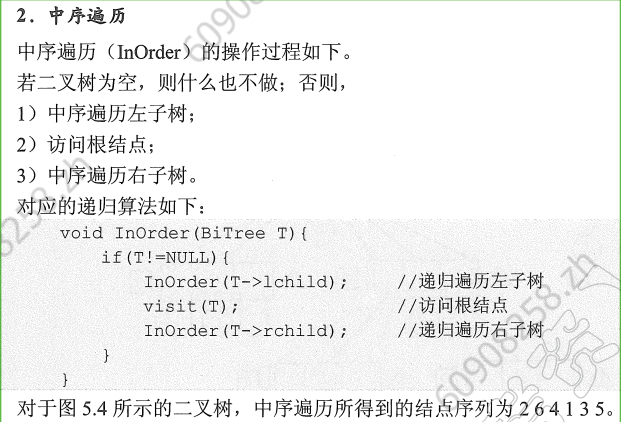 2．中序遍历
中序遍历（InOrder）的操作过程如下。
若二叉树为空，则什么也不做；否则，
1）中序遍历左子树；
2）访问根结点；
3）中序遍历右子树。
对应的递归算法如下：
void InOrder(BiTree T){
if(T!=NULL){
InOrder(T->lchild); //递归遍历左子树
visit(T); //访问根结点
InOrder(T->rchild); //递归遍历右子树
}
}
对于图 5.4 所示的二叉树，中序遍历所得到的结点序列为 2 6 4 1 3 5。